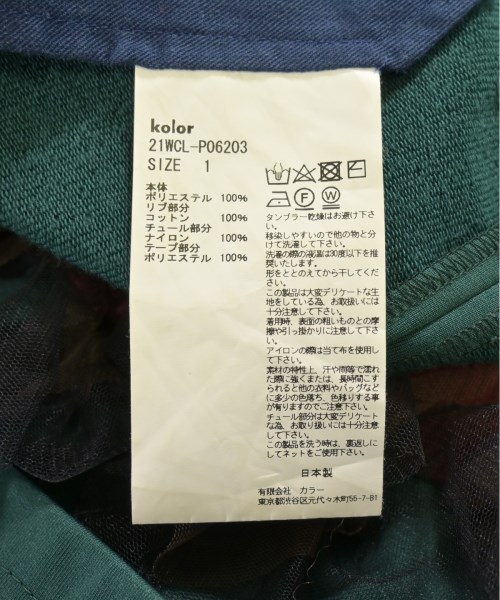 kolor
21WCL-P06203
SIZE 1
本体
ポリエステル 100%
リブ部分
コットン 100%
チュール部分
ナイロン 100%
テープ部分
ポリエステル 100%
F W
タンブラー乾燥はお避け下さ
い。
移染しやすいので他の物と分
けて洗濯して下さい。
洗濯の際の液温は30度以下を推
奨いたします。
形をととのえてから干してくだ
さい。
この製品は大変デリケートな生
地をしている為、お取扱いには
十分注意して下さい。
着用時、表面の粗いものとの摩
擦や引っ掛かりに注意して下さ
い。
アイロンの際は当て布を使用し
て下さい。
素材の特性上、汗や雨等で濡れ
た際に強くまたは、長時間こす
られると他の衣料やバッグなど
に多少の色落ち、色移りする事
が有りますのでご注意下さい。
チュール部分は大変デリケート
な為、お取り扱いには十分注意
して下さい。
この製品を洗う時は、裏返しに
してネットをご使用下さい。
日本製
有限会社 カラー
東京都渋谷区元代々木町55-7-B1